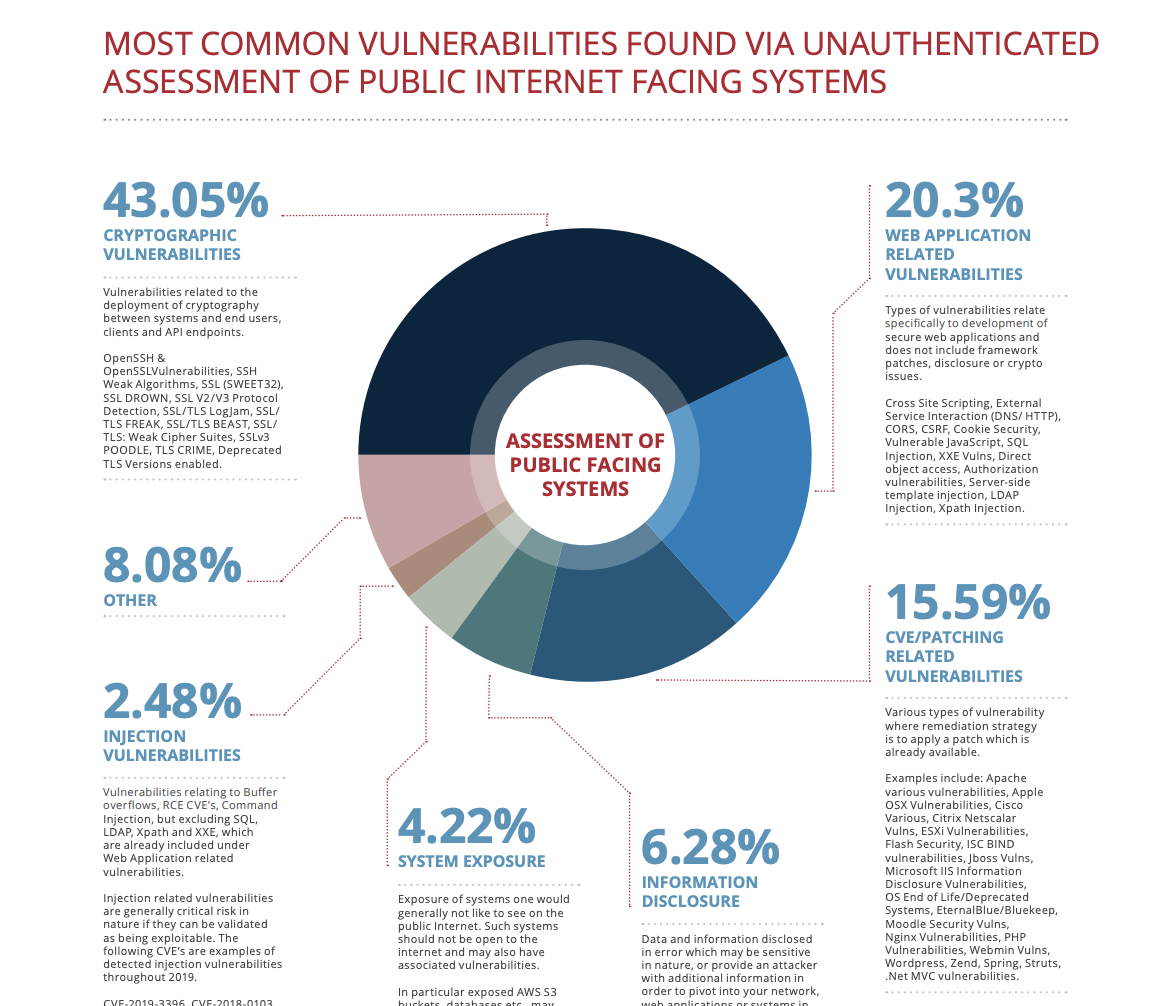 MOST COMMON VULNERABILITIES FOUND VIA UNAUTHENTICATED
ASSESSMENT OF PUBLIC INTERNET FACING SYSTEMS
43.05%
CRYPTOGRAPHIC
VULNERABILITIES
Vulnerabilities related to the
deployment of cryptography
between systems and end users,
clients and API endpoints.
OpenSSH &
OpenSSLVulnerabilities, SSH
Weak Algorithms, SSL (SWEET32),
SSL DROWN, SSL V2/V3 Protocol
Detection, SSL/TLS LogJam, SSL/
TLS FREAK, SSL/TLS BEAST, SSL/
TLS: Weak Cipher Suites, SSLv3
POODLE, TLS CRIME, Deprecated
TLS Versions enabled.
8.08%
OTHER
2.48%
INJECTION
VULNERABILITIES
Vulnerabilities relating to Buffer
overflows, RCE CVE's, Command
Injection, but excluding SQL,
LDAP, Xpath and XXE, which
are already included under
Web Application related
vulnerabilities.
Injection related vulnerabilities
are generally critical risk in
nature if they can be validated
as being exploitable. The
following CVE's are examples of
detected injection vulnerabilities
throughout 2019.
CVE-2019-3396, CVE-2018-0103
ASSESSMENT OF
PUBLIC FACING
SYSTEMS
4.22%
SYSTEM EXPOSURE
Exposure of systems one would
generally not like to see on the
public Internet. Such systems
should not be open to the
internet and may also have
associated vulnerabilities.
In particular exposed AWS S3
buckets, databases etc., may
6.28%
INFORMATION
DISCLOSURE
Data and information disclosed
in error which may be sensitive
in nature, or provide an attacker
with additional information in
order to pivot into your network,
web applications or systems in
20.3%
WEB APPLICATION
RELATED
VULNERABILITIES
Types of vulnerabilities relate
specifically to development of
secure web applications and
does not include framework
patches, disclosure or crypto
issues.
Cross Site Scripting, External
Service Interaction (DNS/ HTTP),
CORS, CSRF, Cookie Security,
Vulnerable JavaScript, SQL
Injection, XXE Vulns, Direct
object access, Authorization
vulnerabilities, Server-side
template injection, LDAP
Injection, Xpath Injection.
15.59%
CVE/PATCHING
RELATED
VULNERABILITIES
Various types of vulnerability
where remediation strategy
is to apply a patch which is
already available.
Examples include: Apache
various vulnerabilities, Apple
OSX Vulnerabilities, Cisco
Various, Citrix Netscalar
Vulns, ESXi Vulnerabilities,
Flash Security, ISC BIND
vulnerabilities, Jboss Vulns,
Microsoft IIS Information
Disclosure Vulnerabilities,
OS End of Life/Deprecated
Systems, EternalBlue/Bluekeep,
Moodle Security Vulns,
Nginx Vulnerabilities, PHP
Vulnerabilities, Webmin Vulns,
Wordpress, Zend, Spring, Struts,
.Net MVC vulnerabilities.